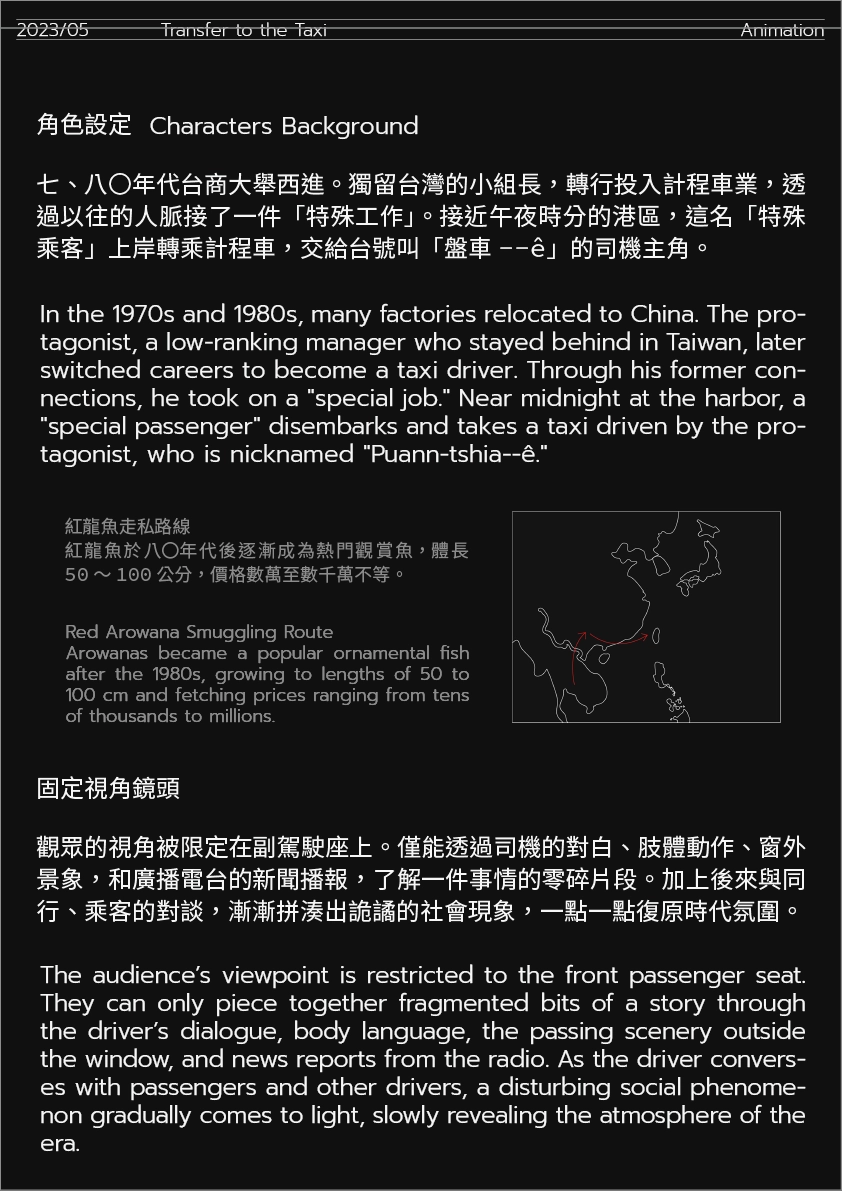 2023/05 Transfer to the Taxi Animation
角色設定 Characters Background
七、八〇年代台商大舉西進。獨留台灣的小組長，轉行投入計程車業，透
過以往的人脈接了一件「特殊工作」。接近午夜時分的港區，這名「特殊
乘客」上岸轉乘計程車，交給台號叫「盤車 --ê」的司機主角。
In the 1970s and 1980s, many factories relocated to China. The pro-
tagonist, a low-ranking manager who stayed behind in Taiwan, later
switched careers to become a taxi driver. Through his former con-
nections, he took on a "special job." Near midnight at the harbor, a
"special passenger" disembarks and takes a taxi driven by the pro-
tagonist, who is nicknamed "Puann-tshia--ê."
紅龍魚走私路線
紅龍魚於八〇年代後逐漸成為熱門觀賞魚，體長
50 ～ 100 公分，價格數萬至數千萬不等。
Red Arowana Smuggling Route
Arowanas became a popular ornamental fish
after the 1980s, growing to lengths of 50 to
100 cm and fetching prices ranging from tens
of thousands to millions.
固定視角鏡頭
觀眾的視角被限定在副駕駛座上。僅能透過司機的對白、肢體動作、窗外
景象，和廣播電台的新聞播報，了解一件事情的零碎片段。加上後來與同
行、乘客的對談，漸漸拼湊出詭譎的社會現象，一點一點復原時代氛圍。
The audience’s viewpoint is restricted to the front passenger seat.
They can only piece together fragmented bits of a story through
the driver’s dialogue, body language, the passing scenery outside
the window, and news reports from the radio. As the driver convers-
es with passengers and other drivers, a disturbing social phenome-
non gradually comes to light, slowly revealing the atmosphere of the
era.